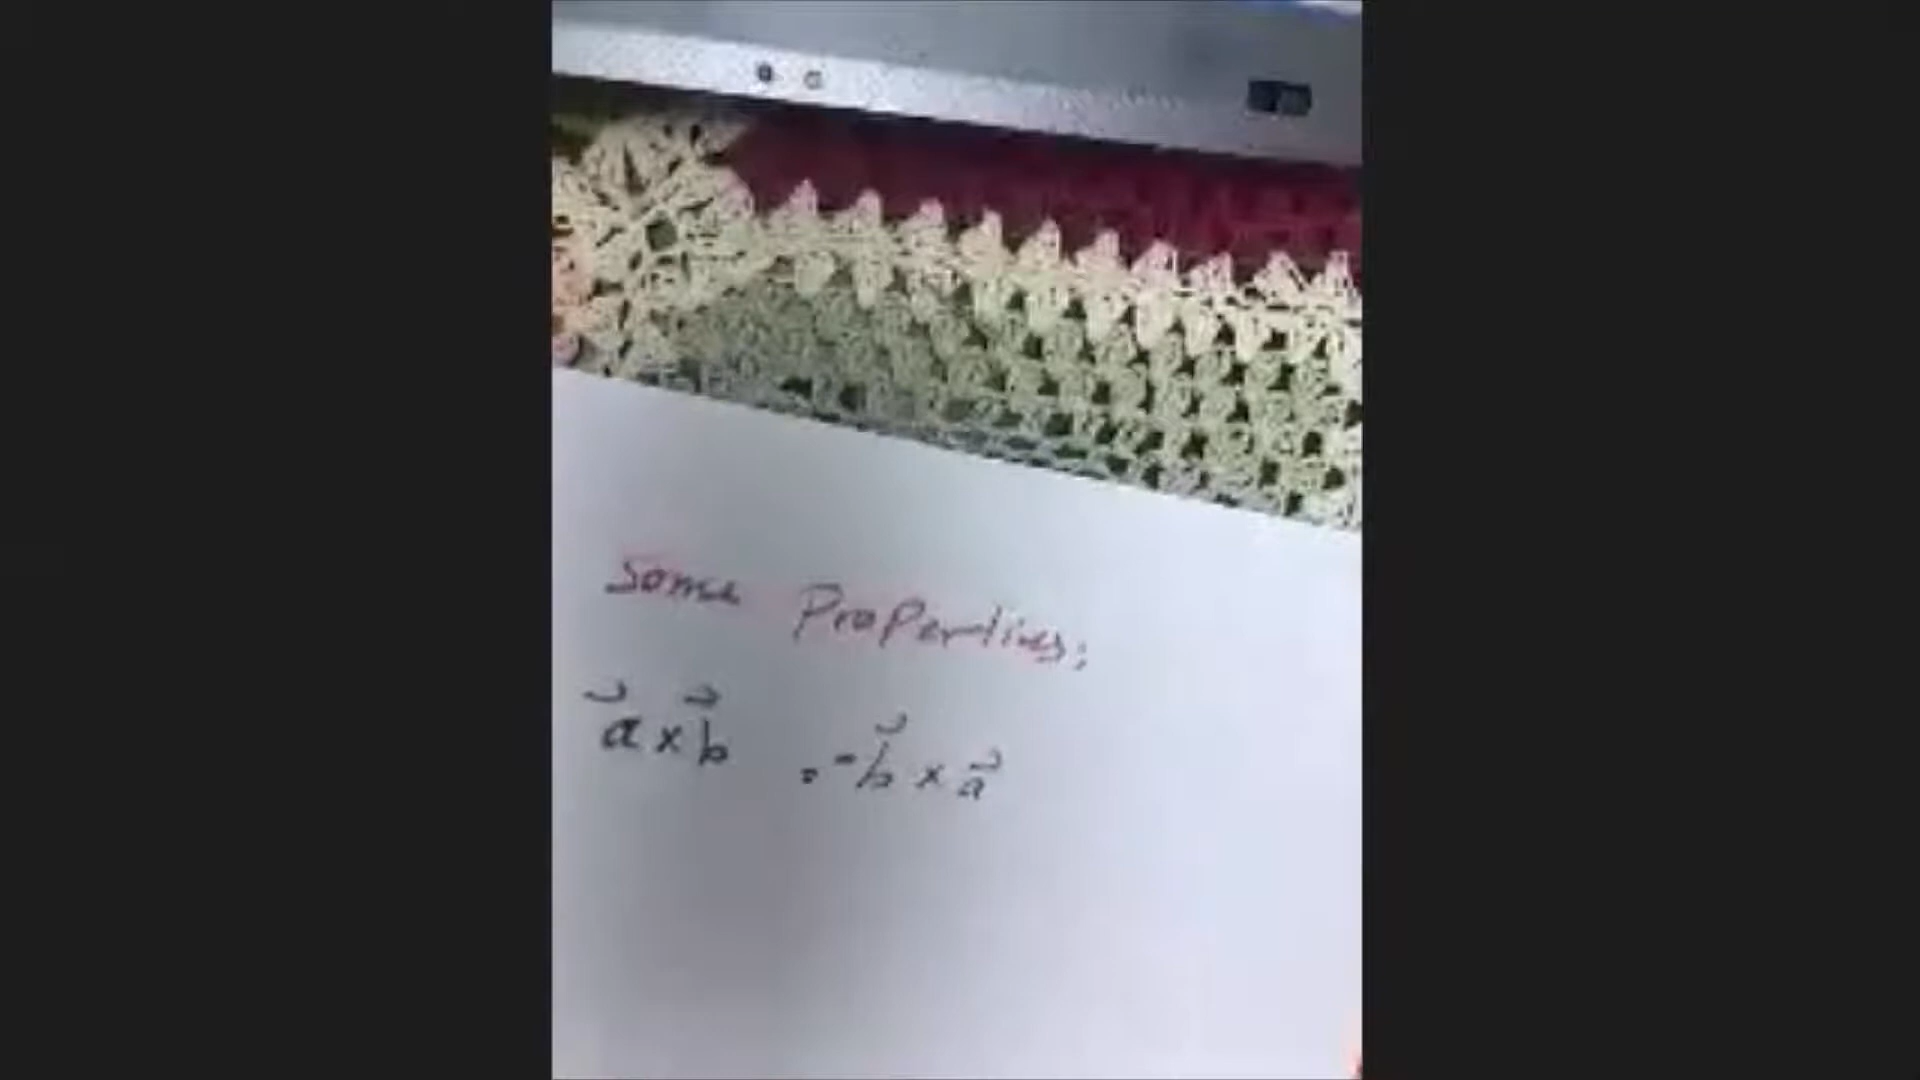 Some Properties:
a⃗ × b⃗ = -b⃗ × a⃗